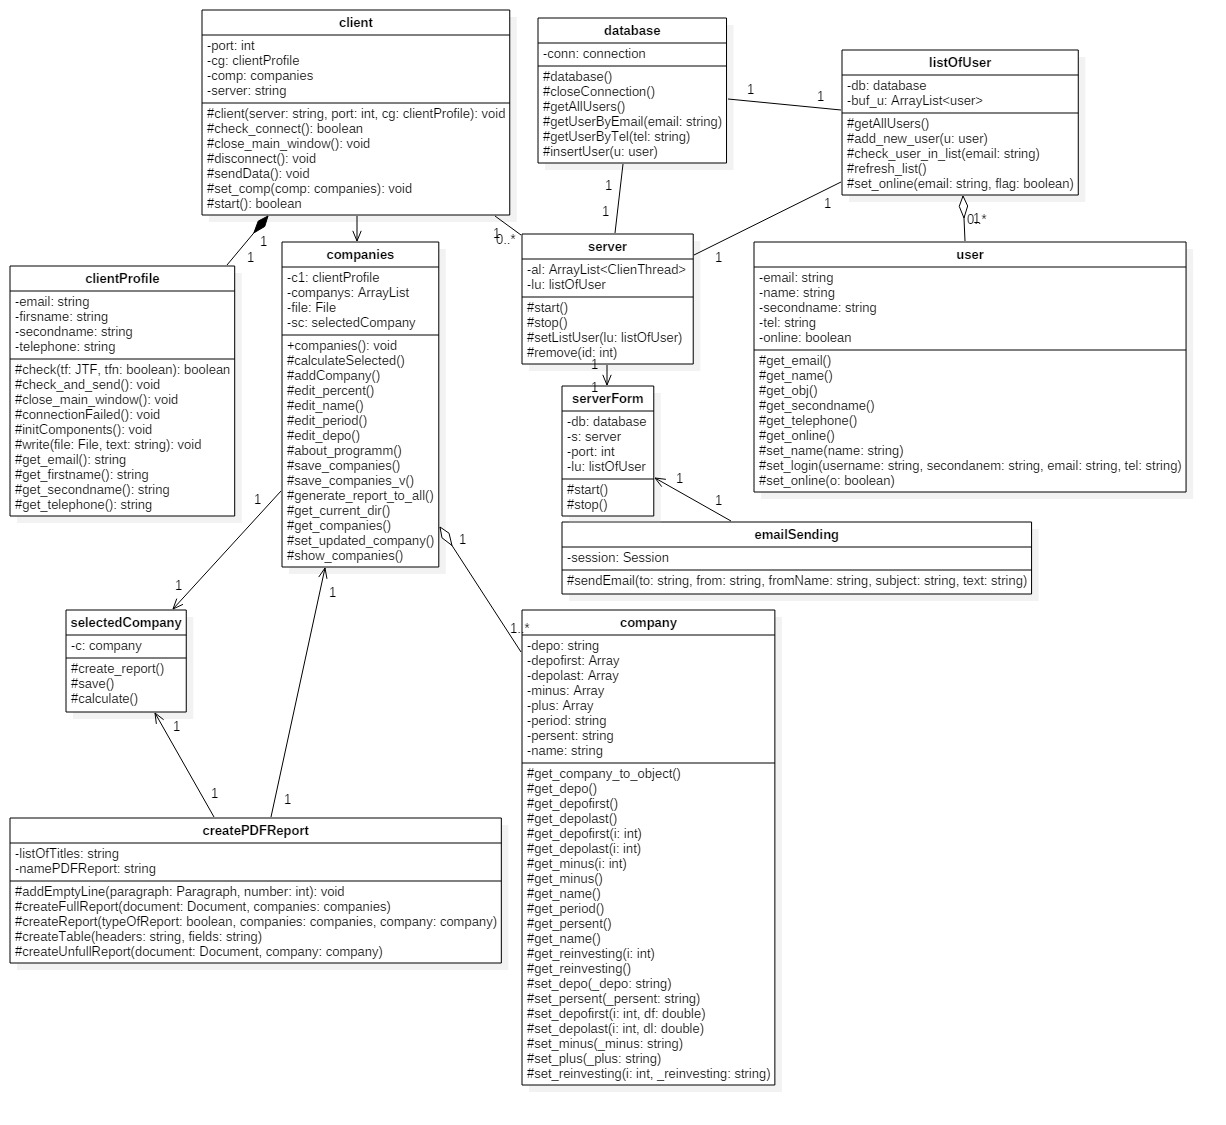 client
-port: int
-cg: clientProfile
-comp: companies
-server: string
#client(server: string, port: int, cg: clientProfile): void
#check_connect(): boolean
#close_main_window(): void
#disconnect(): void
#sendData(): void
#set_comp(comp: companies): void
#start(): boolean
database
-conn: connection
#database()
#closeConnection()
#getAllUsers()
#getUserByEmail(email: string)
#getUserByTel(tel: string)
#insertUser(u: user)
1
1
listOfUser
-db: database
-buf_u: ArrayList<user>
#getAllUsers()
#add_new_user(u: user)
#check_user_in_list(email: string)
#refresh_list()
#set_online(email: string, flag: boolean)
1
1
1
1
1
0..*
1
0..*
1
1
clientProfile
-email: string
-firsname: string
-secondname: string
-telephone: string
#check(tf: JTF, tfn: boolean): boolean
#check_and_send(): void
#close_main_window(): void
#connectionFailed(): void
#initComponents(): void
#write(file: File, text: string): void
#get_email(): string
#get_firstname(): string
#get_secondname(): string
#get_telephone(): string
companies
-c1: clientProfile
-companys: ArrayList
-file: File
-sc: selectedCompany
+companies(): void
#calculateSelected()
#addCompany()
#edit_percent()
#edit_name()
#edit_period()
#edit_depo()
#about_programm()
#save_companies()
#save_companies_v()
#generate_report_to_all()
#get_current_dir()
#get_companies()
#set_updated_company()
#show_companies()
server
-al: ArrayList<ClienThread>
-lu: listOfUser
#start()
#stop()
#setListUser(lu: listOfUser)
#remove(id: int)
1
1
user
-email: string
-name: string
-secondname: string
-tel: string
-online: boolean
#get_email()
#get_name()
#get_obj()
#get_secondname()
#get_telephone()
#get_online()
#set_name(name: string)
#set_login(username: string, secondanem: string, email: string, tel: string)
#set_online(o: boolean)
serverForm
-db: database
-s: server
-port: int
-lu: listOfUser
#start()
#stop()
1
1
emailSending
-session: Session
#sendEmail(to: string, from: string, fromName: string, subject: string, text: string)
1
1
1
1..*
1
1
selectedCompany
-c: company
#create_report()
#save()
#calculate()
1
1
company
-depo: string
-depofirst: Array
-depolast: Array
-minus: Array
-plus: Array
-period: string
-persent: string
-name: string
#get_company_to_object()
#get_depo()
#get_depofirst()
#get_depolast()
#get_depofirst(i: int)
#get_depolast(i: int)
#get_minus(i: int)
#get_minus()
#get_name()
#get_period()
#get_persent()
#get_name()
#get_reinvesting(i: int)
#get_reinvesting()
#set_depo(_depo: string)
#set_persent(_persent: string)
#set_depofirst(i: int, df: double)
#set_depolast(i: int, dl: double)
#set_minus(_minus: string)
#set_plus(_plus: string)
#set_reinvesting(i: int, _reinvesting: string)
createPDFReport
-listOfTitles: string
-namePDFReport: string
#addEmptyLine(paragraph: Paragraph, number: int): void
#createFullReport(document: Document, companies: companies)
#createReport(typeOfReport: boolean, companies: companies, company: company)
#createTable(headers: string, fields: string)
#createUnfullReport(document: Document, company: company)